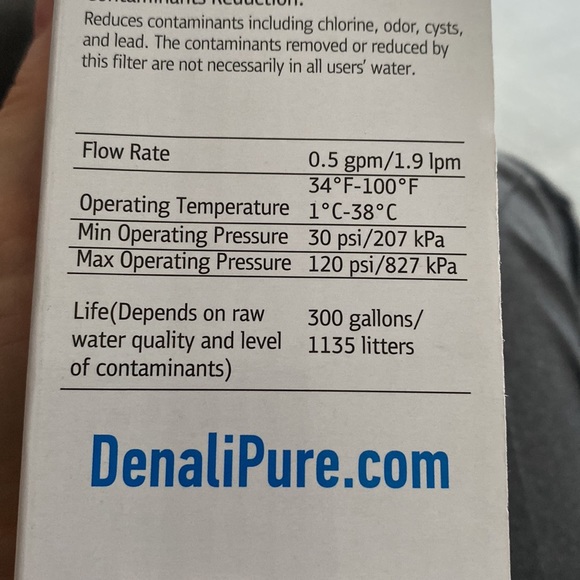 Contaminants Reduction:
Reduces contaminants including chlorine, odor, cysts,
and lead. The contaminants removed or reduced by
this filter are not necessarily in all users' water.
Flow Rate 0.5 gpm/1.9 lpm
34°F-100°F
Operating Temperature 1°C-38°C
Min Operating Pressure 30 psi/207 kPa
Max Operating Pressure 120 psi/827 kPa
Life(Depends on raw 300 gallons/
water quality and level 1135 litters
of contaminants)
DenaliPure.com